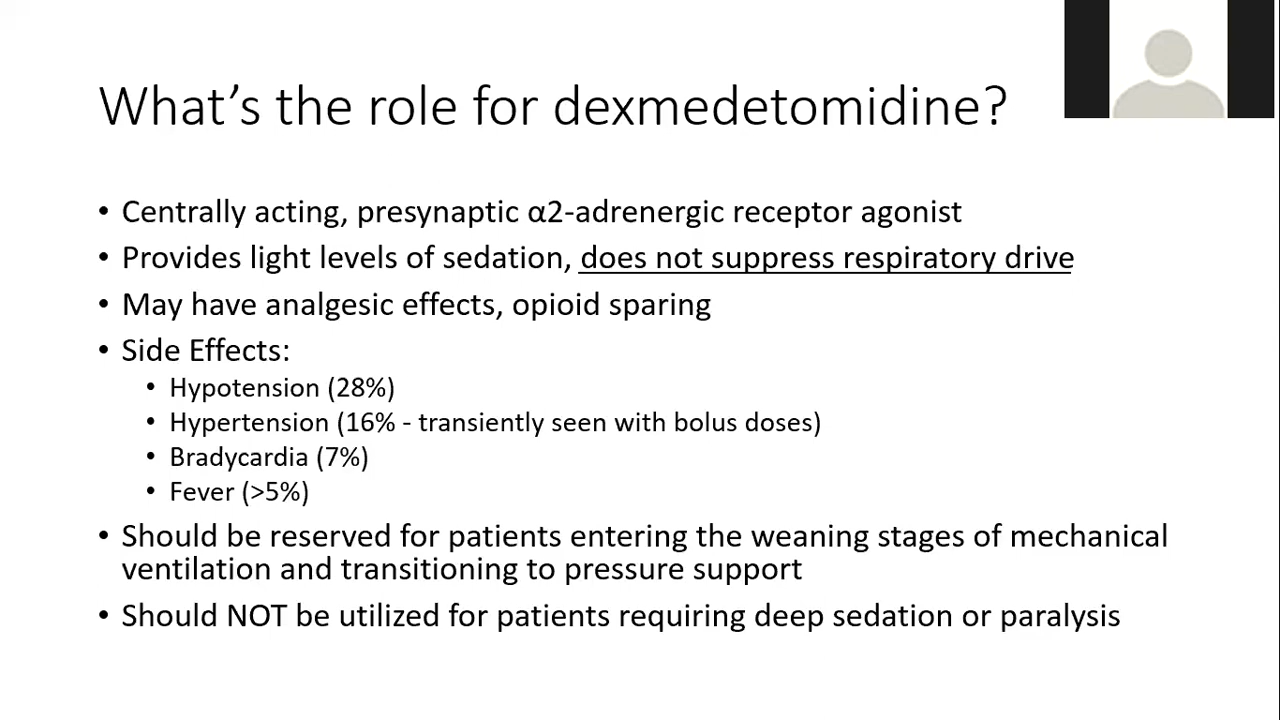 What’s the role for dexmedetomidine?
• Centrally acting, presynaptic α2-adrenergic receptor agonist
• Provides light levels of sedation, does not suppress respiratory drive
• May have analgesic effects, opioid sparing
• Side Effects:
• Hypotension (28%)
• Hypertension (16% - transiently seen with bolus doses)
• Bradycardia (7%)
• Fever (>5%)
• Should be reserved for patients entering the weaning stages of mechanical
ventilation and transitioning to pressure support
• Should NOT be utilized for patients requiring deep sedation or paralysis